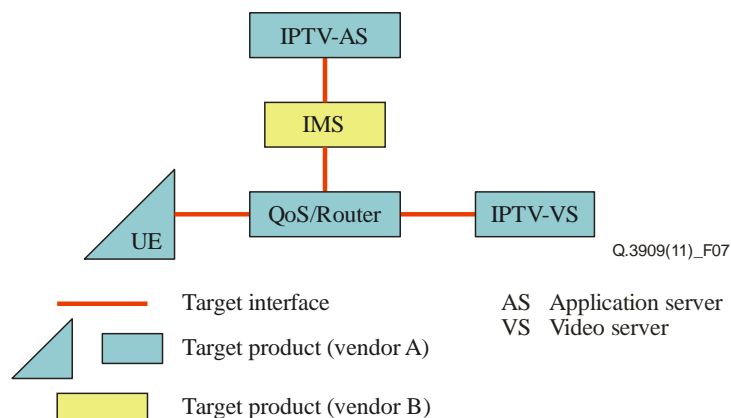 IPTV-AS
IMS
QoS/Router
IPTV-VS
UE
Q.3909(11)_F07
Target interface
AS Application server
VS Video server
Target product (vendor A)
Target product (vendor B)